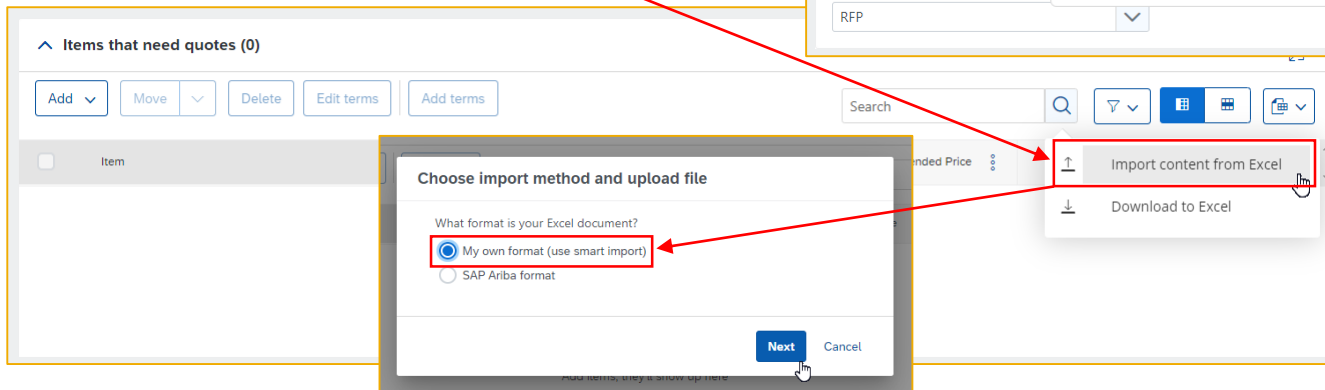 RFP
Items that need quotes (0)
Add Move Delete Edit terms Add terms Search
Item ended Price
Import content from Excel
Download to Excel
Choose import method and upload file
What format is your Excel document?
My own format (use smart import)
SAP Ariba format
Next Cancel
Add items, they'll show up here